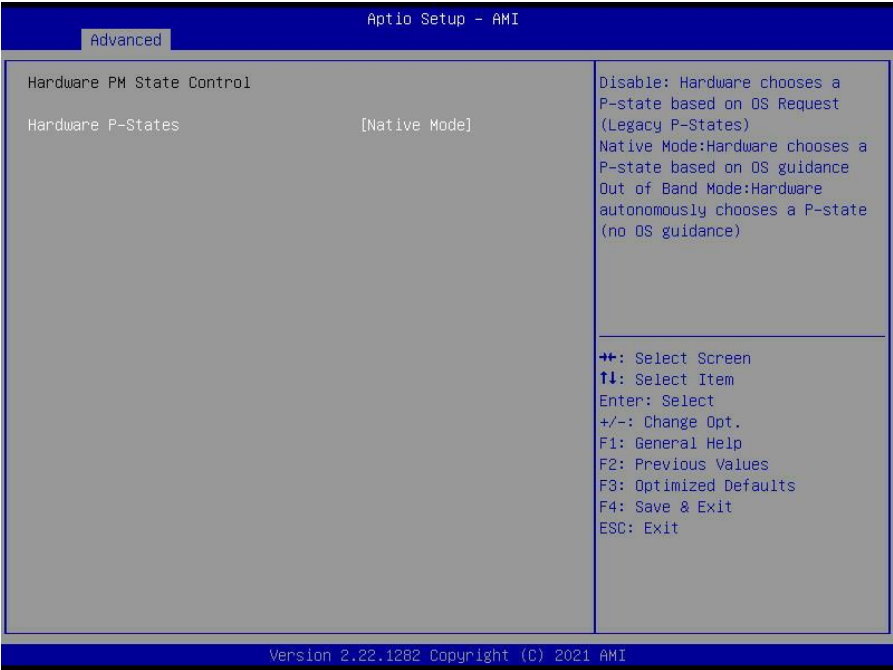 Aptio Setup – AMI
Advanced
Hardware PM State Control
Hardware P-States [Native Mode]
Disable: Hardware chooses a
P-state based on OS Request
(Legacy P-States)
Native Mode:Hardware chooses a
P-state based on OS guidance
Out of Band Mode:Hardware
autonomously chooses a P-state
(no OS guidance)
→←: Select Screen
↑↓: Select Item
Enter: Select
+/-: Change Opt.
F1: General Help
F2: Previous Values
F3: Optimized Defaults
F4: Save & Exit
ESC: Exit
Version 2.22.1282 Copyright (C) 2021 AMI